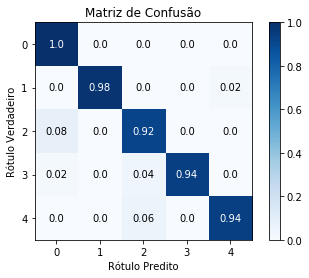 Matriz de Confusão
0 1.0 0.0 0.0 0.0 0.0
1 0.0 0.98 0.0 0.0 0.02
2 0.08 0.0 0.92 0.0 0.0
3 0.02 0.0 0.04 0.94 0.0
4 0.0 0.0 0.06 0.0 0.94
0 1 2 3 4
Rótulo Verdadeiro
Rótulo Predito
1.0
0.8
0.6
0.4
0.2
0.0